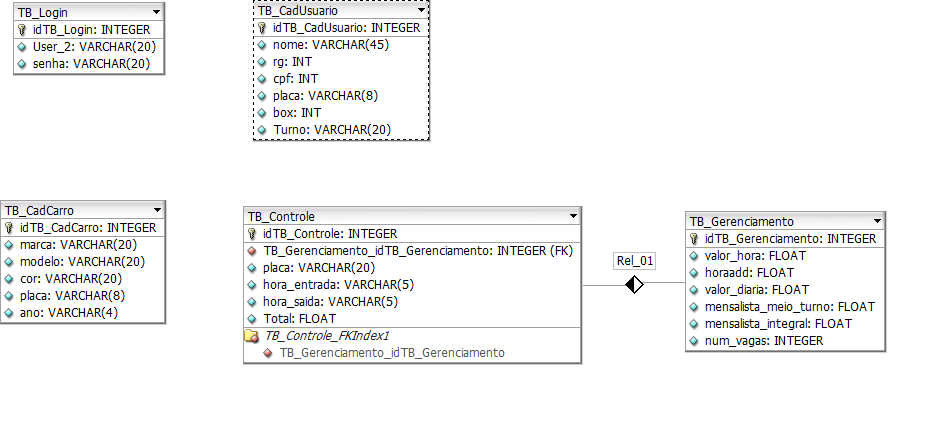 TB_Login
idTB_Login: INTEGER
User_2: VARCHAR(20)
senha: VARCHAR(20)
TB_CadUsuario
idTB_CadUsuario: INTEGER
nome: VARCHAR(45)
rg: INT
cpf: INT
placa: VARCHAR(8)
box: INT
Turno: VARCHAR(20)
TB_CadCarro
idTB_CadCarro: INTEGER
marca: VARCHAR(20)
modelo: VARCHAR(20)
cor: VARCHAR(20)
placa: VARCHAR(8)
ano: VARCHAR(4)
TB_Controle
idTB_Controle: INTEGER
TB_Gerenciamento_idTB_Gerenciamento: INTEGER (FK)
placa: VARCHAR(20)
hora_entrada: VARCHAR(5)
hora_saida: VARCHAR(5)
Total: FLOAT
TB_Controle_FKIndex1
TB_Gerenciamento_idTB_Gerenciamento
Rel_01
TB_Gerenciamento
idTB_Gerenciamento: INTEGER
valor_hora: FLOAT
horaadd: FLOAT
valor_diaria: FLOAT
mensalista_meio_turno: FLOAT
mensalista_integral: FLOAT
num_vagas: INTEGER